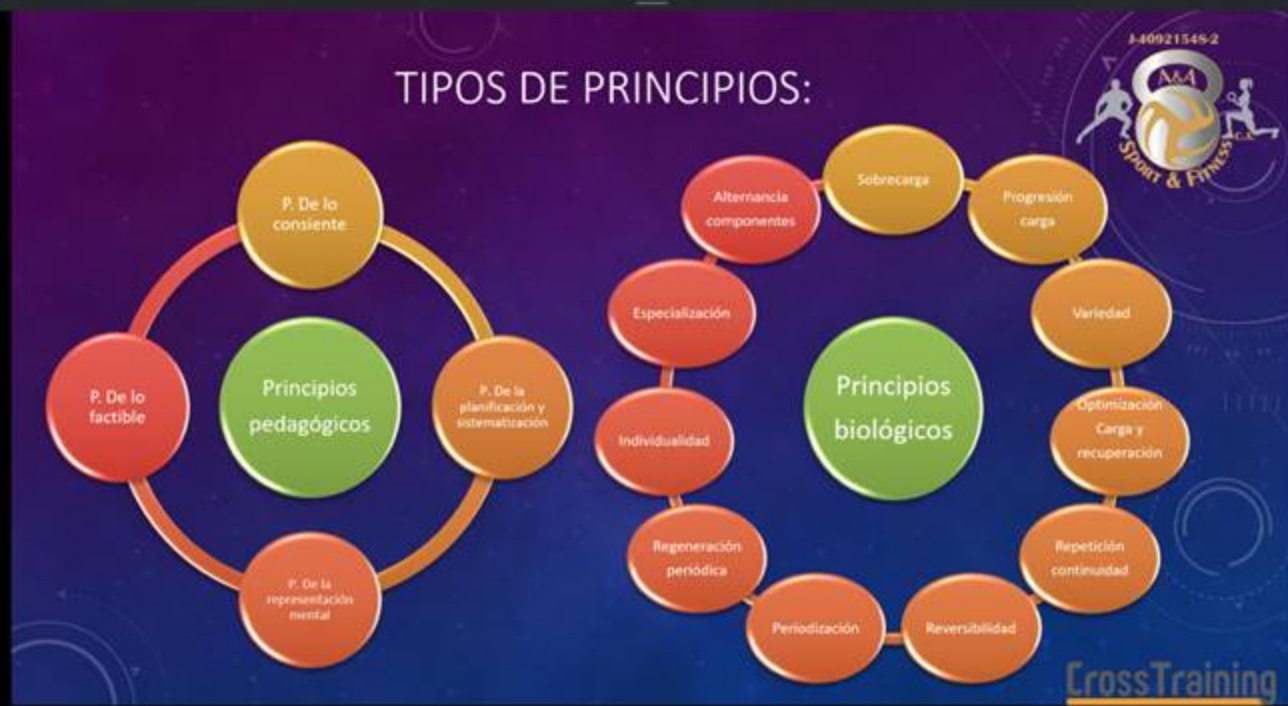 TIPOS DE PRINCIPIOS:
J-40921548-2
A&A
SPORT & FITNESS
C.A.
P. De lo
consiente
P. De la
planificación y
sistematización
P. De la
representación
mental
P. De lo
factible
Principios
pedagógicos
Sobrecarga
Progresión
carga
Variedad
Optimización
Carga y
recuperación
Repetición
continuidad
Reversibilidad
Periodización
Regeneración
periódica
Individualidad
Especialización
Alternancia
componentes
Principios
biológicos
CrossTraining